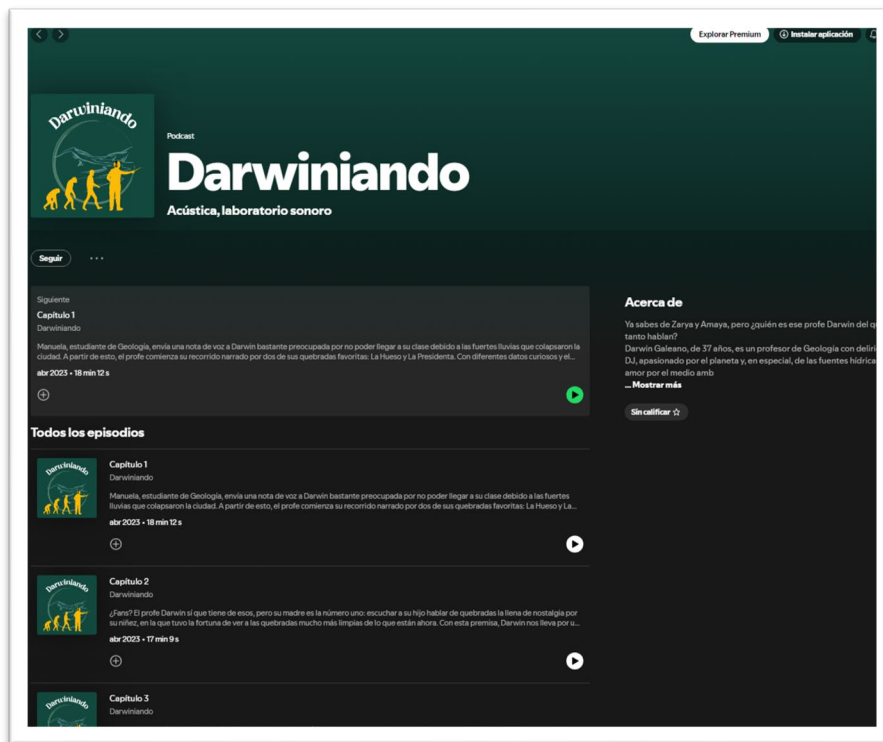 Explorar Premium
Instalar aplicación
Darwiniando
Podcast
Darwiniando
Acústica, laboratorio sonoro
Seguir
Siguiente
Capítulo 1
Darwiniando
Manuela, estudiante de Geología, envía una nota de voz a Darwin bastante preocupada por no poder llegar a su clase debido a las fuertes lluvias que colapsaron la
ciudad. A partir de esto, el profe comienza su recorrido narrado por dos de sus quebradas favoritas: La Hueso y La Presidenta. Con diferentes datos curiosos y el...
abr 2023 • 18 min 12 s
Todos los episodios
Darwiniando
Capítulo 1
Darwiniando
Manuela, estudiante de Geología, envía una nota de voz a Darwin bastante preocupada por no poder llegar a su clase debido a las fuertes
lluvias que colapsaron la ciudad. A partir de esto, el profe comienza su recorrido narrado por dos de sus quebradas favoritas: La Hueso y La...
abr 2023 • 18 min 12 s
Darwiniando
Capítulo 2
Darwiniando
¿Fans? El profe Darwin sí que tiene de esos, pero su madre es la número uno: escuchar a su hijo hablar de quebradas la llena de nostalgia por
su niñez, en la que tuvo la fortuna de ver a las quebradas mucho más limpias de lo que están ahora. Con esta premisa, Darwin nos lleva por u...
abr 2023 • 17 min 9 s
Darwiniando
Capítulo 3
Darwiniando
Acerca de
Ya sabes de Zarya y Amaya, pero ¿quién es ese profe Darwin del q
tanto hablan?
Darwin Galeano, de 37 años, es un profesor de Geología con deliri
DJ, apasionado por el planeta y, en especial, de las fuentes hídrica
amor por el medio amb
... Mostrar más
Sin calificar